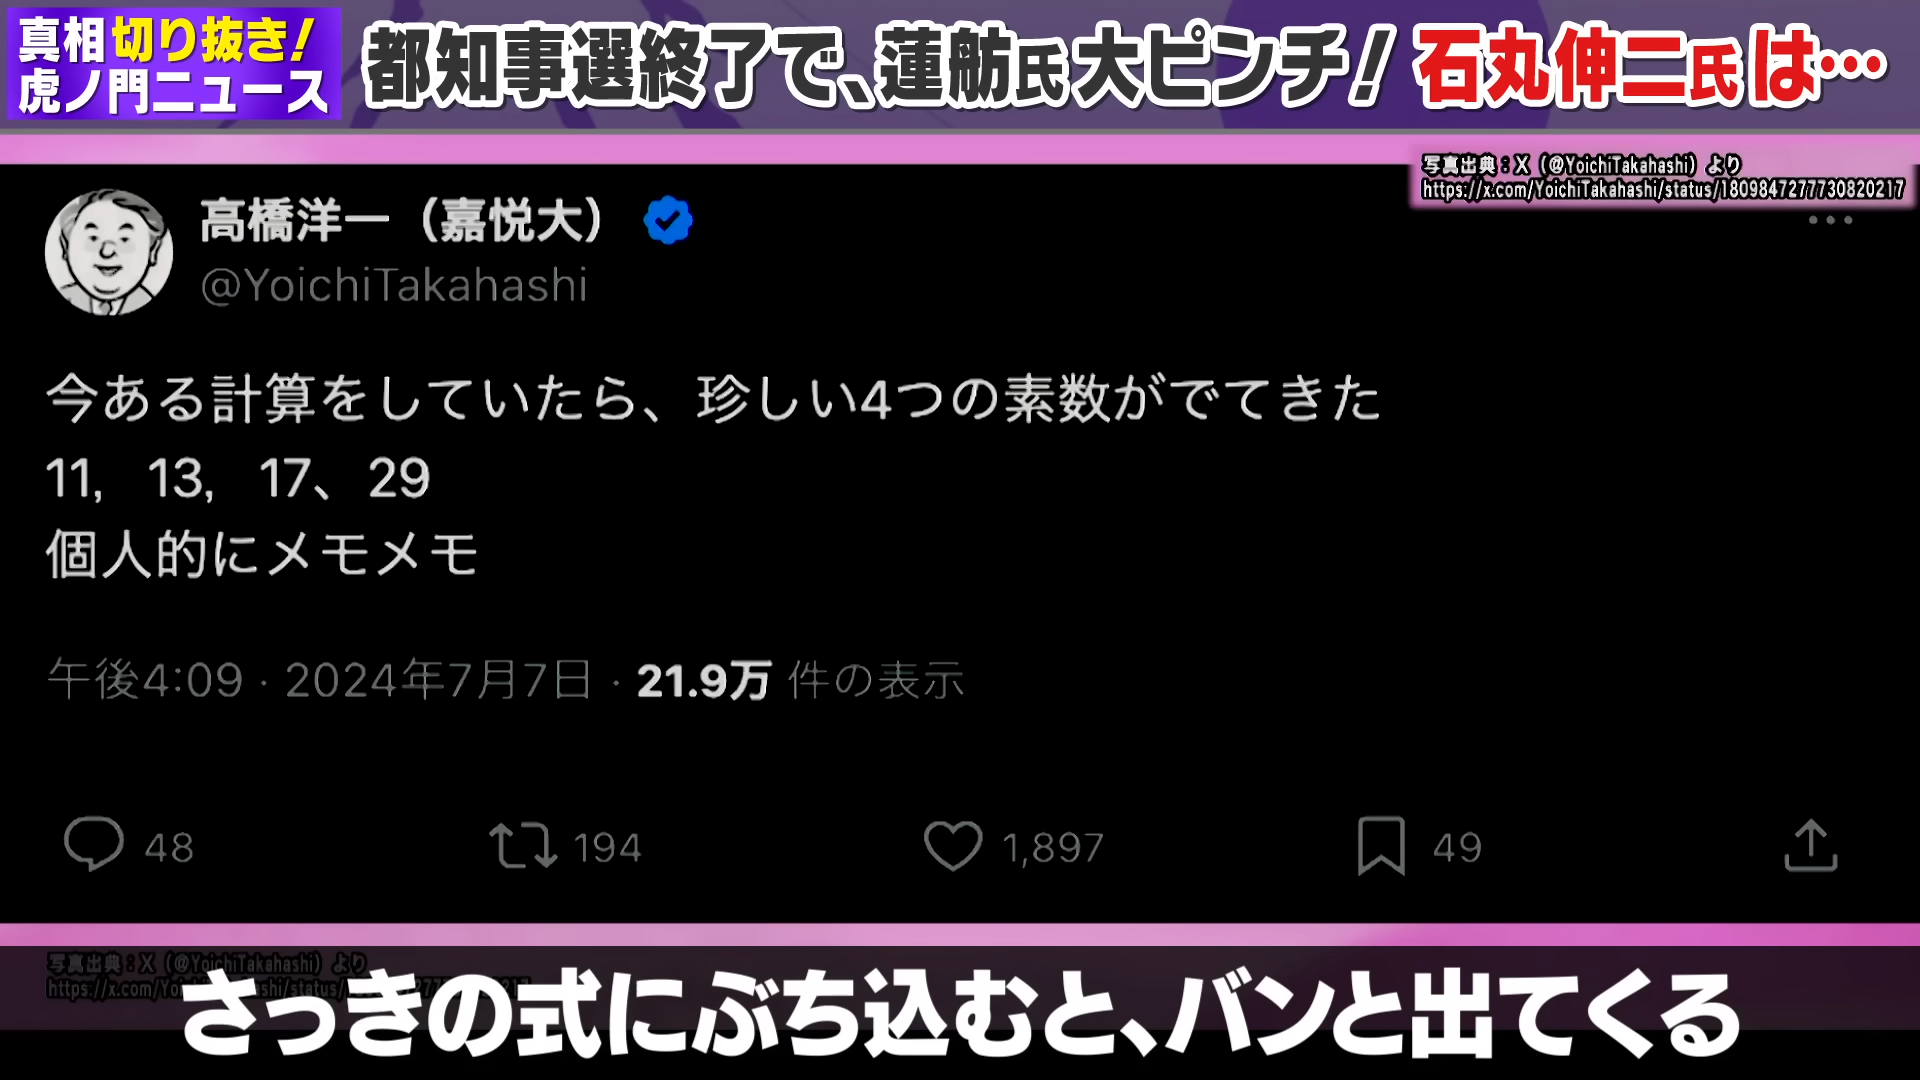 真相切り抜き!
虎ノ門ニュース
都知事選終了で、蓮舫氏大ピンチ! 石丸伸二氏は…
写真出典:X(@YoichiTakahashi)より
https://x.com/YoichiTakahashi/status/1809847277730820217
高橋洋一(嘉悦大)
@YoichiTakahashi
今ある計算をしていたら、珍しい4つの素数がでてきた
11, 13, 17、29
個人的にメモメモ
午後4:09 · 2024年7月7日 · 21.9万 件の表示
48 194 1,897 49
写真出典:X(@YoichiTakahashi)より
さっきの式にぶち込むと、バンと出てくる